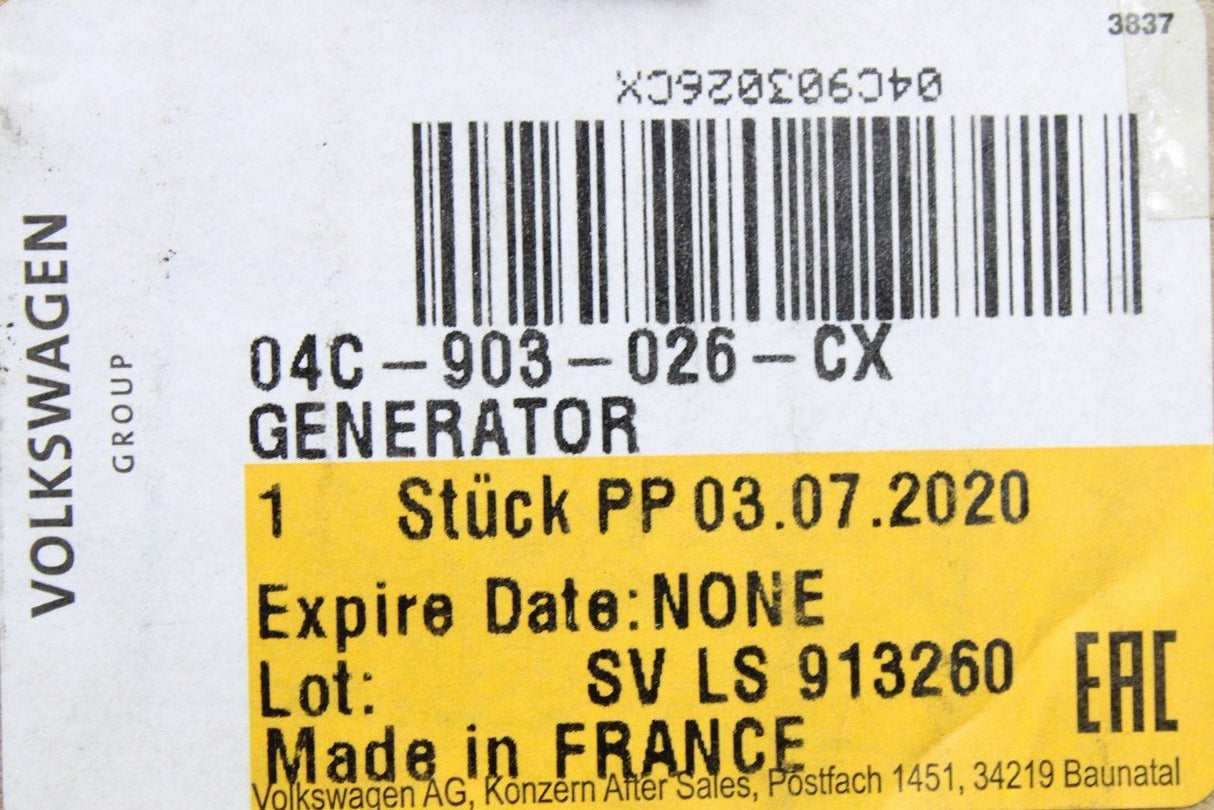 3837
04C903026CX
VOLKSWAGEN
GROUP
04C-903-026-CX
GENERATOR
1 Stück PP 03.07.2020
Expire Date:NONE
Lot: SV LS 913260
EAC
Made in FRANCE
Volkswagen AG, Konzern After Sales, Postfach 1451, 34219 Baunatal